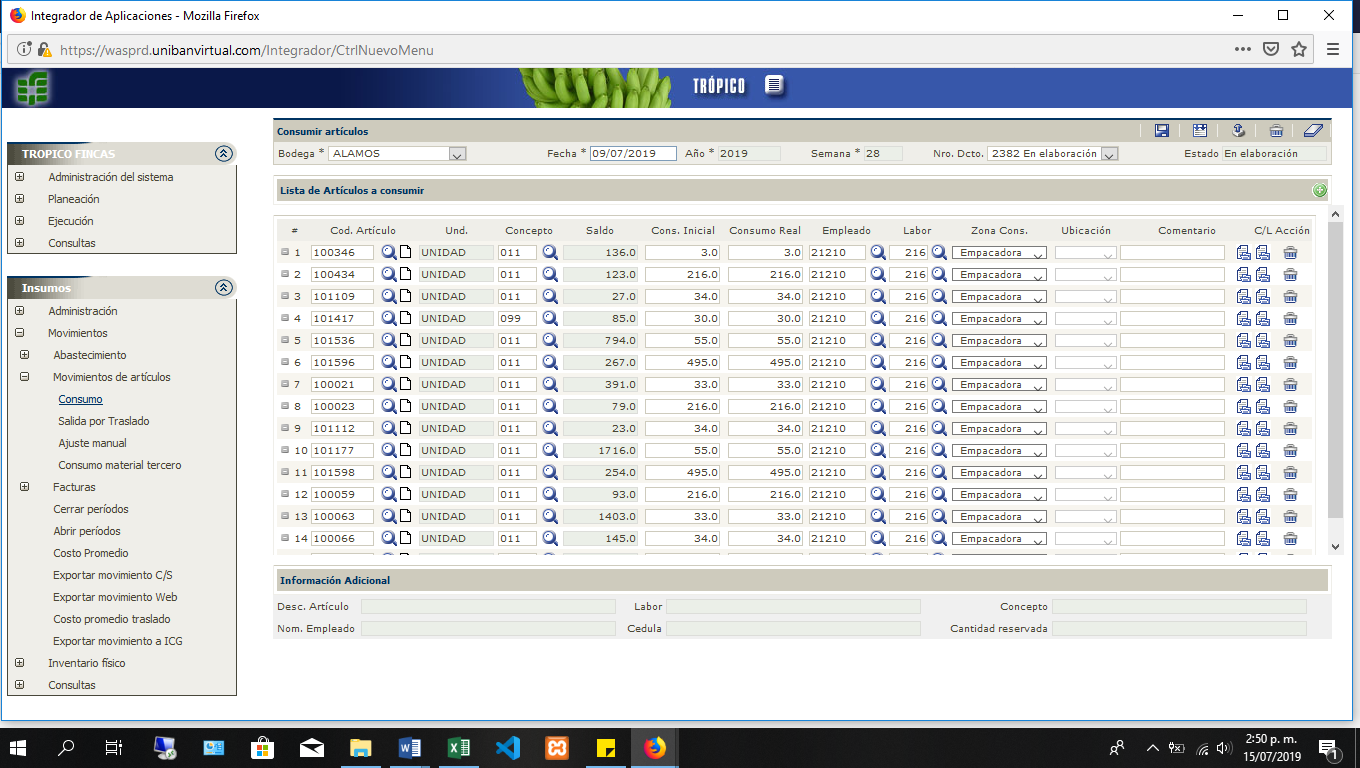 Integrador de Aplicaciones - Mozilla Firefox
https://wasprd.unibanvirtual.com/Integrador/CtrlNuevoMenu
TRÓPICO
TROPICO FINCAS
Administración del sistema
Planeación
Ejecución
Consultas
Insumos
Administración
Movimientos
Abastecimiento
Movimientos de artículos
Consumo
Salida por Traslado
Ajuste manual
Consumo material tercero
Facturas
Cerrar períodos
Abrir períodos
Costo Promedio
Exportar movimiento C/S
Exportar movimiento Web
Costo promedio traslado
Exportar movimiento a ICG
Inventario físico
Consultas
Consumir artículos
Bodega * ALAMOS Fecha * 09/07/2019 Año * 2019 Semana * 28 Nro. Dcto. 2382 En elaboración Estado En elaboración
Lista de Artículos a consumir
# Cod. Artículo Und. Concepto Saldo Cons. Inicial Consumo Real Empleado Labor Zona Cons. Ubicación Comentario C/L Acción
1 100346 UNIDAD 011 136.0 3.0 3.0 21210 216 Empacadora
2 100434 UNIDAD 011 123.0 216.0 216.0 21210 216 Empacadora
3 101109 UNIDAD 011 27.0 34.0 34.0 21210 216 Empacadora
4 101417 UNIDAD 099 85.0 30.0 30.0 21210 216 Empacadora
5 101536 UNIDAD 011 794.0 55.0 55.0 21210 216 Empacadora
6 101596 UNIDAD 011 267.0 495.0 495.0 21210 216 Empacadora
7 100021 UNIDAD 011 391.0 33.0 33.0 21210 216 Empacadora
8 100023 UNIDAD 011 79.0 216.0 216.0 21210 216 Empacadora
9 101112 UNIDAD 011 23.0 34.0 34.0 21210 216 Empacadora
10 101177 UNIDAD 011 1716.0 55.0 55.0 21210 216 Empacadora
11 101598 UNIDAD 011 254.0 495.0 495.0 21210 216 Empacadora
12 100059 UNIDAD 011 93.0 216.0 216.0 21210 216 Empacadora
13 100063 UNIDAD 011 1403.0 33.0 33.0 21210 216 Empacadora
14 100066 UNIDAD 011 145.0 34.0 34.0 21210 216 Empacadora
Información Adicional
Desc. Artículo Labor Concepto
Nom. Empleado Cedula Cantidad reservada
2:50 p. m.
15/07/2019
1